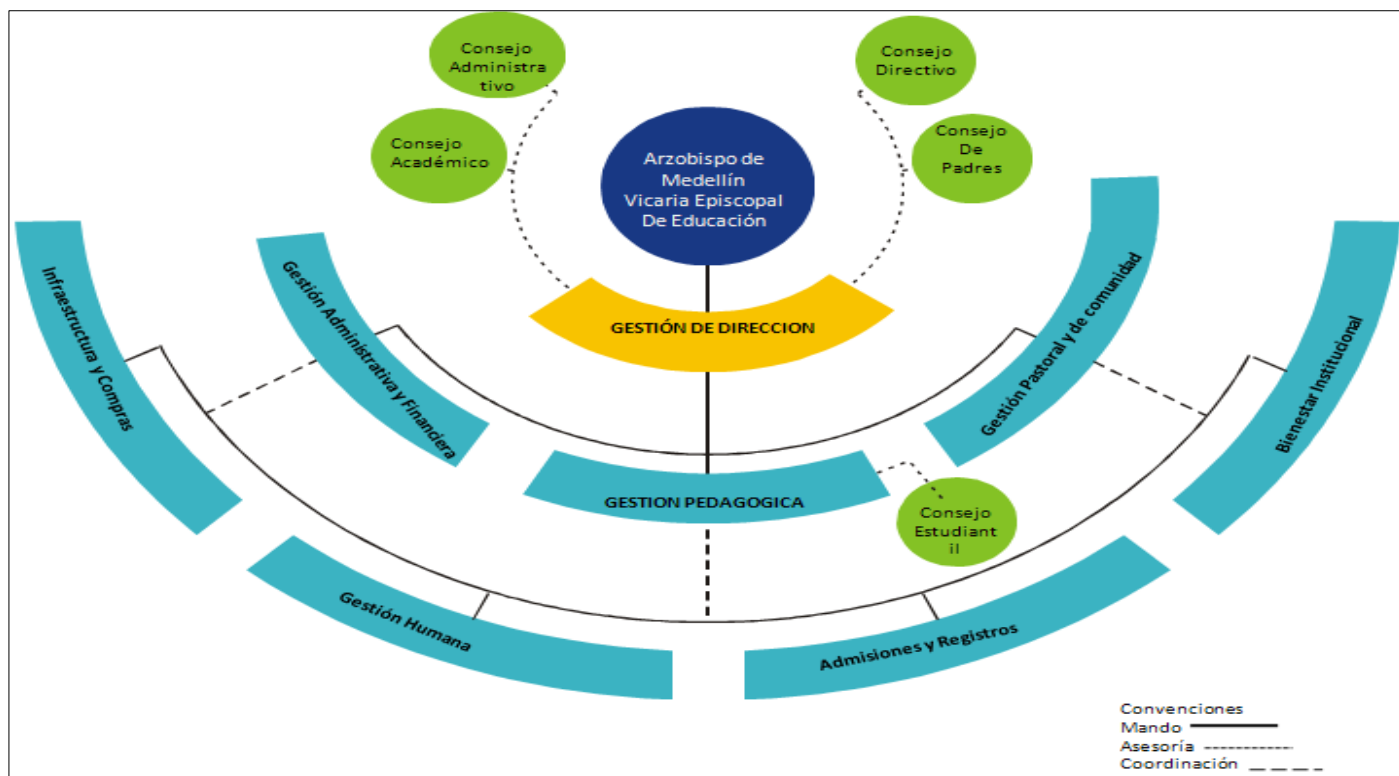 Consejo
Administra
tivo
Consejo
Directivo
Consejo
Académico
Consejo
De
Padres
Arzobispo de
Medellín
Vicaria Episcopal
De Educación
GESTIÓN DE DIRECCION
Infraestructura y Compras
Gestión Administrativa y Financiera
Gestión Pastoral y de comunidad
Bienestar Institucional
GESTION PEDAGOGICA
Consejo
Estudiant
il
Gestión Humana
Admisiones y Registros
Convenciones
Mando
Asesoría
Coordinación